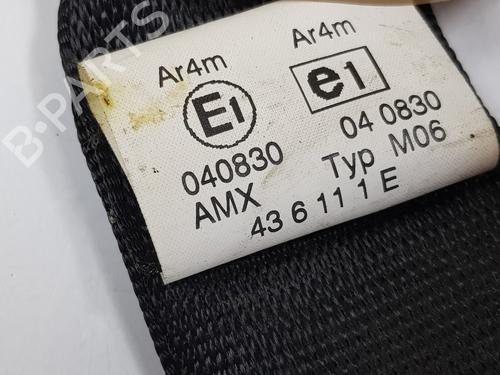 Ar4m Ar4m
E1 e1
040830 04 0830
AMX Typ M06
43 6 11 1 E
B-PARTS